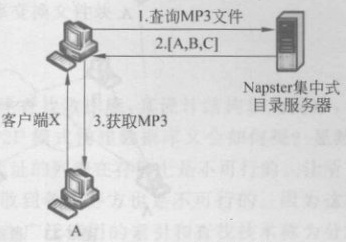 1.查询MP3文件
2.[A,B,C]
Napster集中式
目录服务器
客户端X
3.获取MP3
A